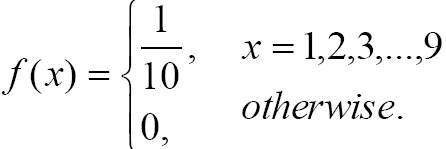 f(x) = { 1/10, x = 1,2,3,...,9
0, otherwise.